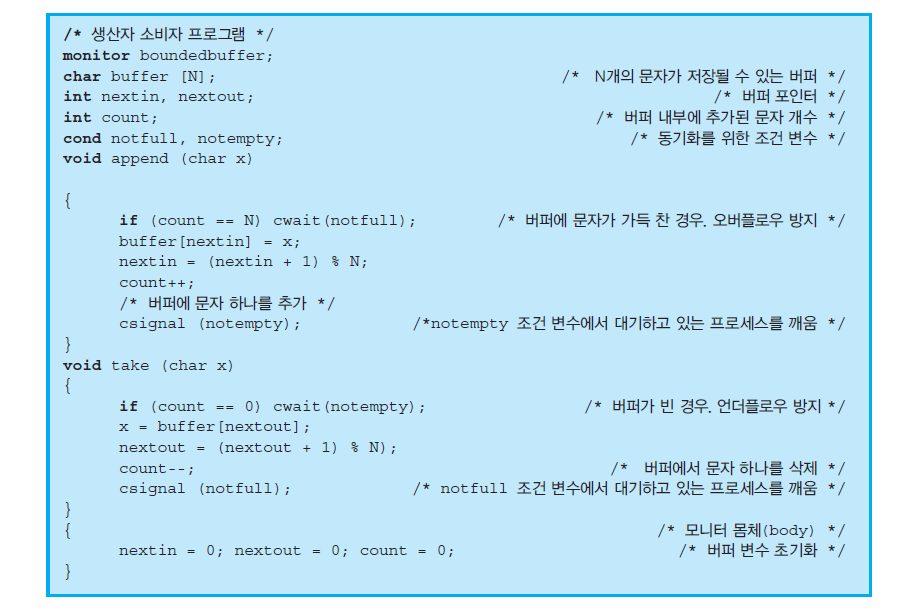 /* 생산자 소비자 프로그램 */
monitor boundedbuffer;
char buffer [N]; /* N개의 문자가 저장될 수 있는 버퍼 */
int nextin, nextout; /* 버퍼 포인터 */
int count; /* 버퍼 내부에 추가된 문자 개수 */
cond notfull, notempty; /* 동기화를 위한 조건 변수 */
void append (char x)
{
if (count == N) cwait(notfull); /* 버퍼에 문자가 가득 찬 경우. 오버플로우 방지 */
buffer[nextin] = x;
nextin = (nextin + 1) % N;
count++;
/* 버퍼에 문자 하나를 추가 */
csignal (notempty); /*notempty 조건 변수에서 대기하고 있는 프로세스를 깨움 */
}
void take (char x)
{
if (count == 0) cwait(notempty); /* 버퍼가 빈 경우. 언더플로우 방지 */
x = buffer[nextout];
nextout = (nextout + 1) % N);
count--; /* 버퍼에서 문자 하나를 삭제 */
csignal (notfull); /* notfull 조건 변수에서 대기하고 있는 프로세스를 깨움 */
}
{ /* 모니터 몸체(body) */
nextin = 0; nextout = 0; count = 0; /* 버퍼 변수 초기화 */
}